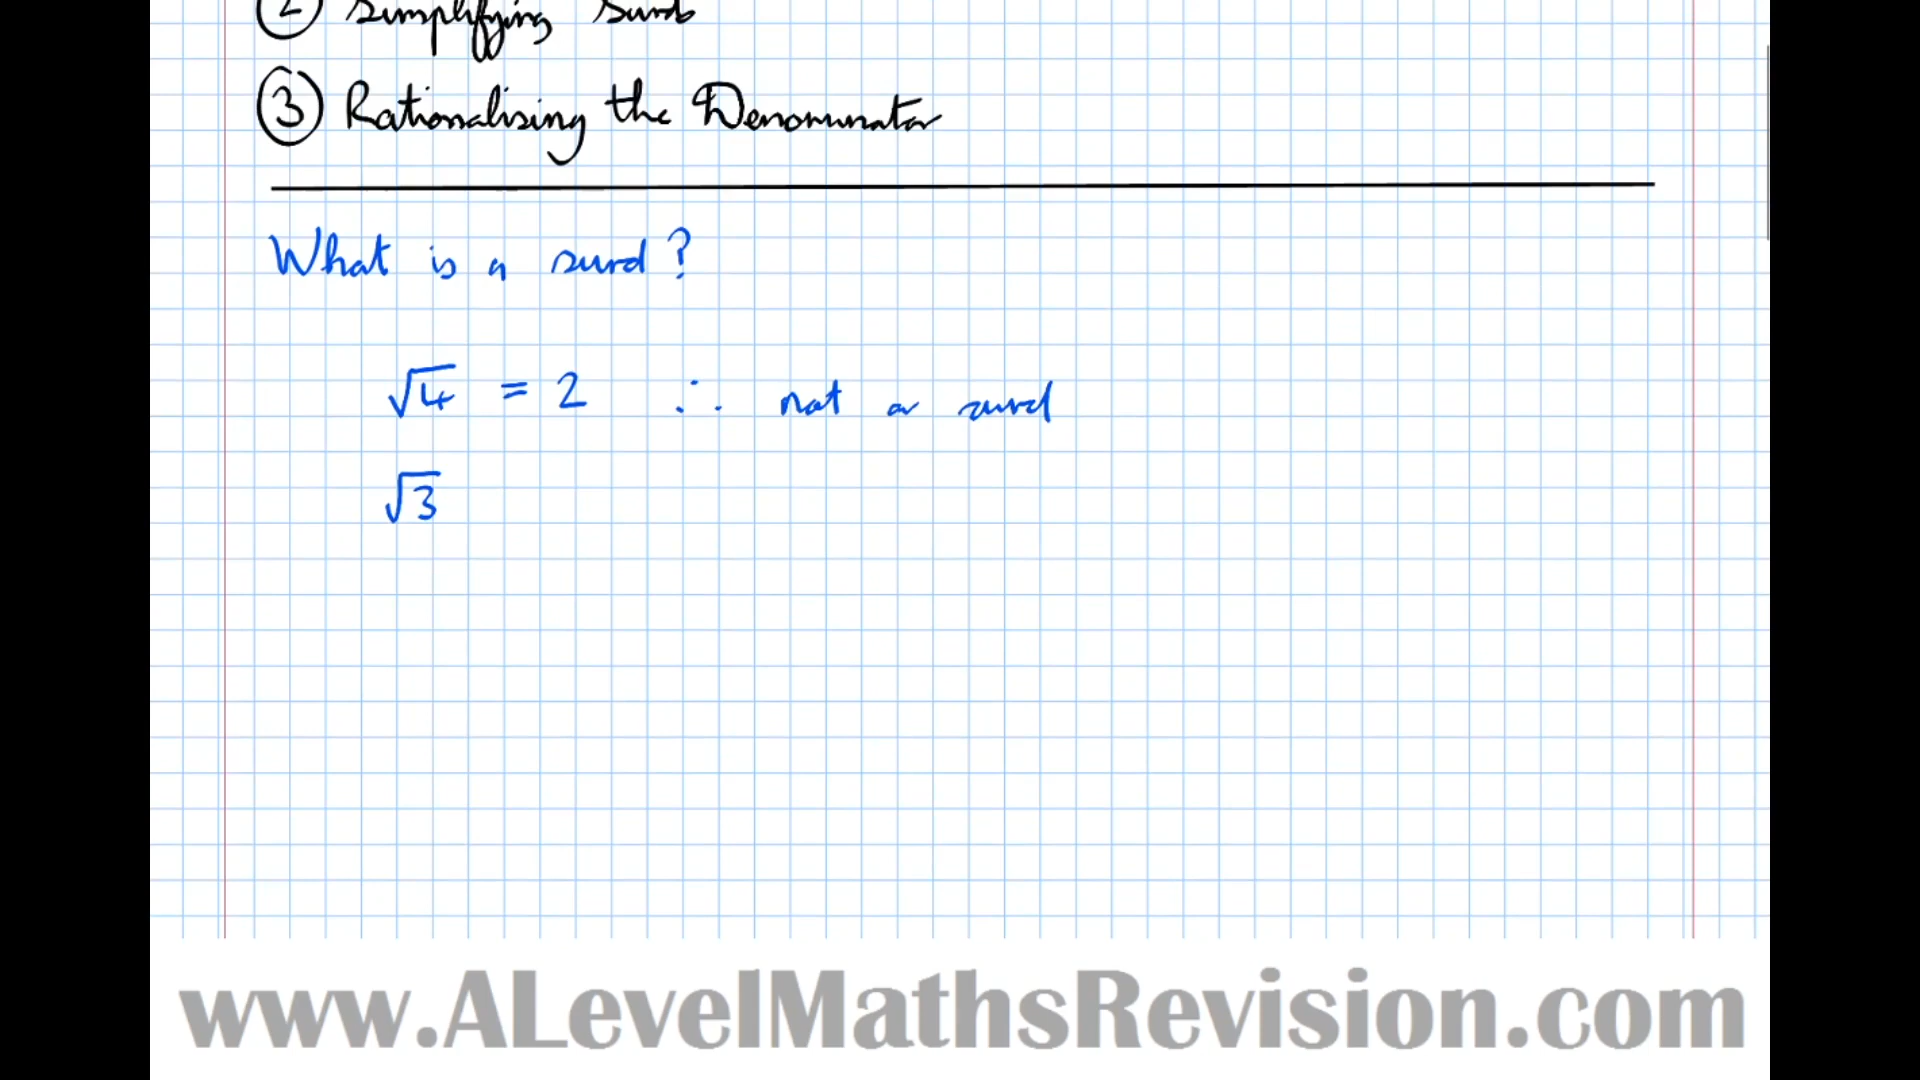 ② Simplifying Surds
③ Rationalising the Denominator
What is a surd?
√4 = 2 ∴ not a surd
√3
www.ALevelMathsRevision.com